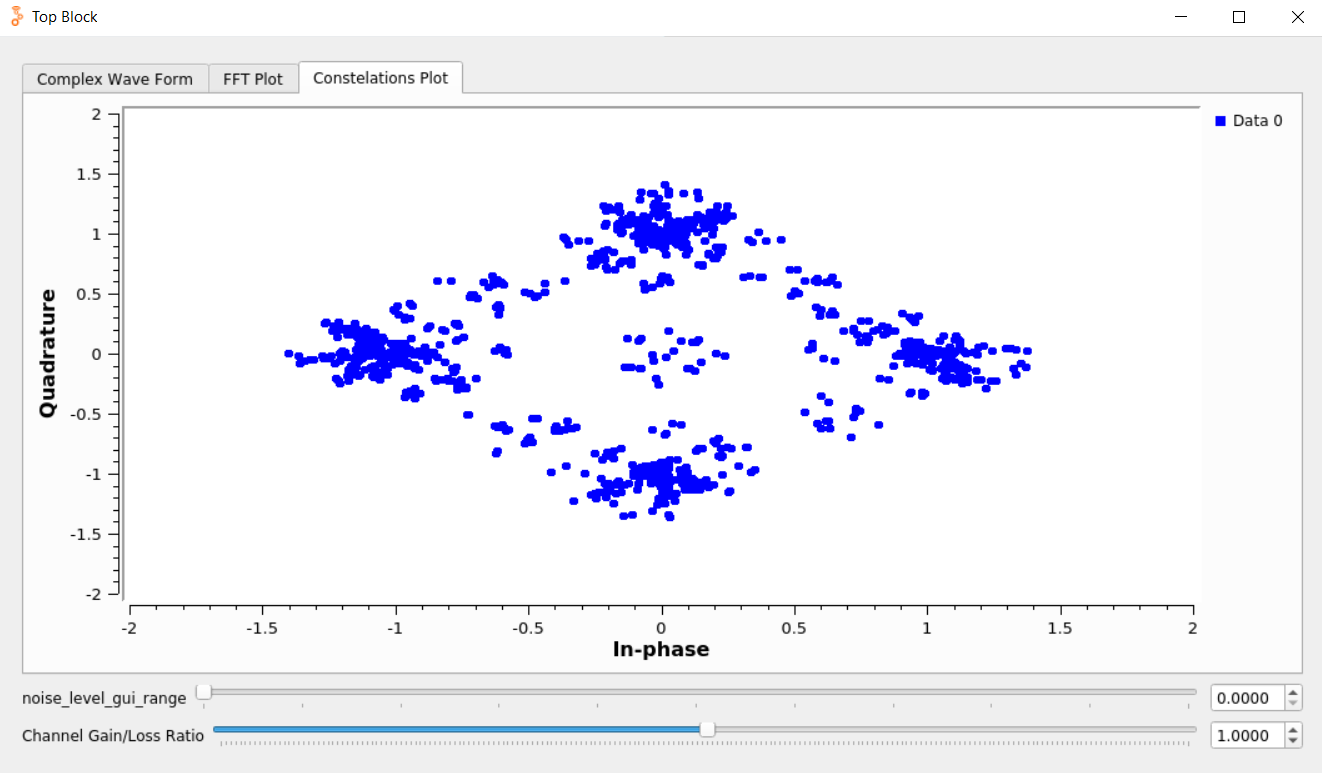 Top Block
Complex Wave Form FFT Plot Constelations Plot
Data 0
2
1.5
1
0.5
0
-0.5
-1
-1.5
-2
Quadrature
-2 -1.5 -1 -0.5 0 0.5 1 1.5 2
In-phase
noise_level_gui_range 0.0000
Channel Gain/Loss Ratio 1.0000